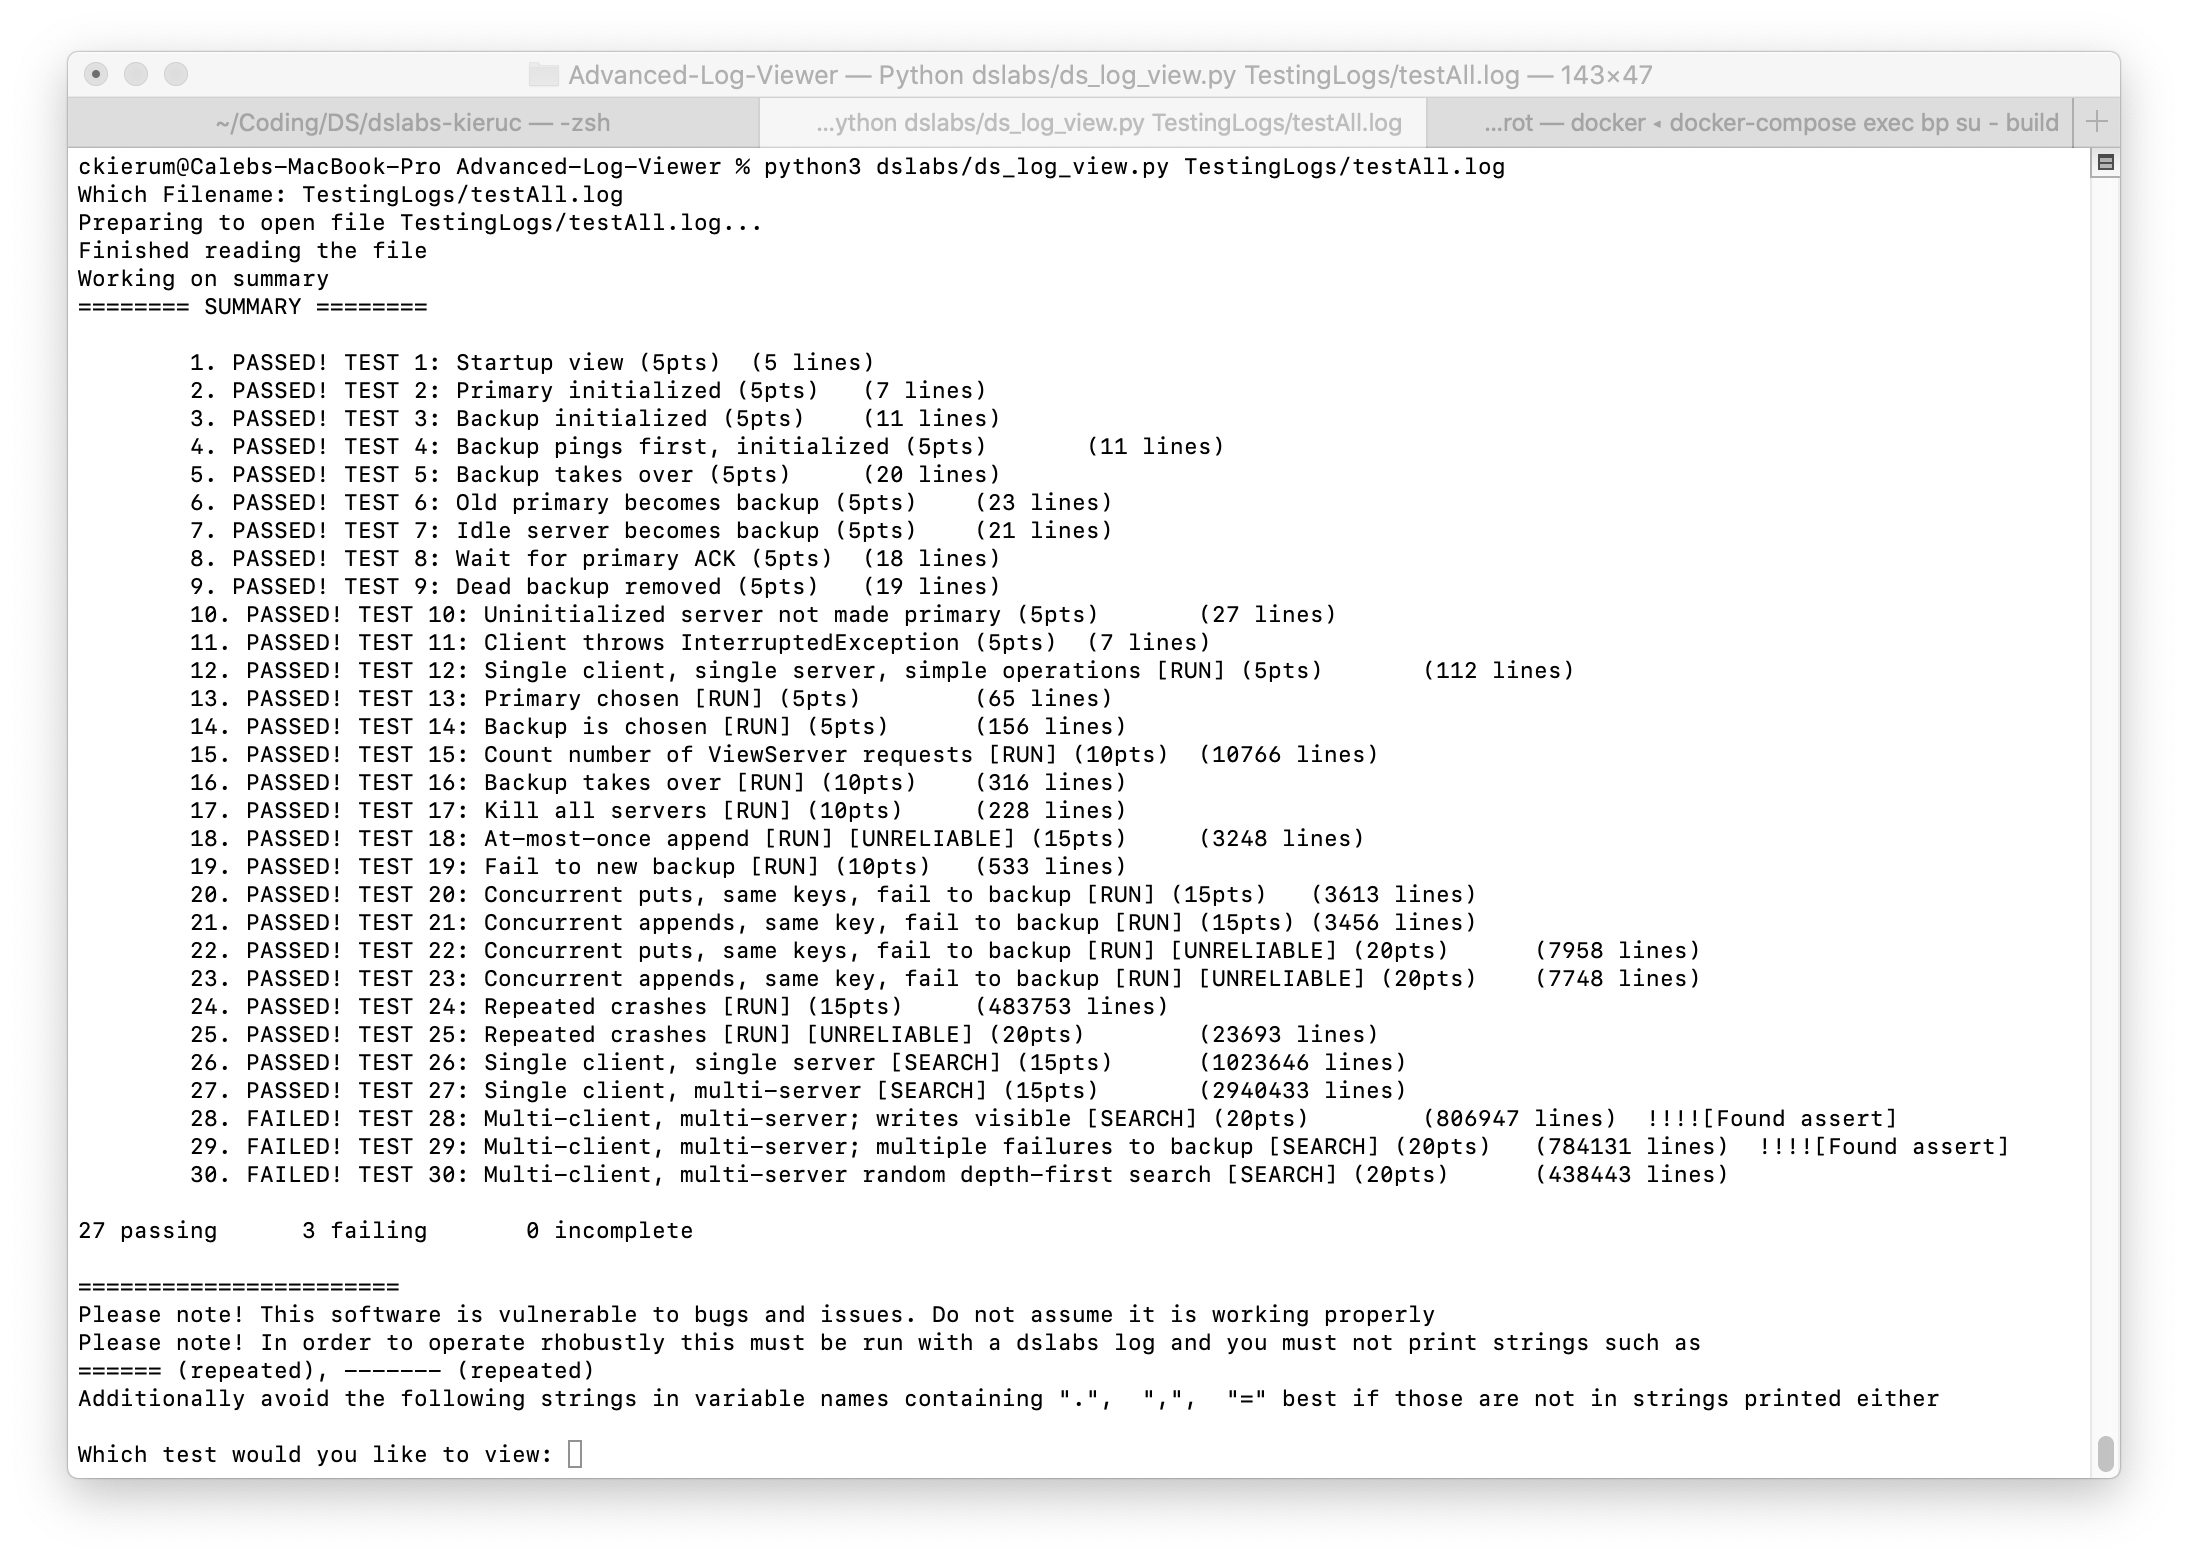 Advanced-Log-Viewer — Python dslabs/ds_log_view.py TestingLogs/testAll.log — 143×47
~/Coding/DS/dslabs-kieruc — -zsh
...ython dslabs/ds_log_view.py TestingLogs/testAll.log
...rot — docker ◂ docker-compose exec bp su - build
ckierum@Calebs-MacBook-Pro Advanced-Log-Viewer % python3 dslabs/ds_log_view.py TestingLogs/testAll.log
Which Filename: TestingLogs/testAll.log
Preparing to open file TestingLogs/testAll.log...
Finished reading the file
Working on summary
======== SUMMARY ========
1. PASSED! TEST 1: Startup view (5pts) (5 lines)
2. PASSED! TEST 2: Primary initialized (5pts) (7 lines)
3. PASSED! TEST 3: Backup initialized (5pts) (11 lines)
4. PASSED! TEST 4: Backup pings first, initialized (5pts) (11 lines)
5. PASSED! TEST 5: Backup takes over (5pts) (20 lines)
6. PASSED! TEST 6: Old primary becomes backup (5pts) (23 lines)
7. PASSED! TEST 7: Idle server becomes backup (5pts) (21 lines)
8. PASSED! TEST 8: Wait for primary ACK (5pts) (18 lines)
9. PASSED! TEST 9: Dead backup removed (5pts) (19 lines)
10. PASSED! TEST 10: Uninitialized server not made primary (5pts) (27 lines)
11. PASSED! TEST 11: Client throws InterruptedException (5pts) (7 lines)
12. PASSED! TEST 12: Single client, single server, simple operations [RUN] (5pts) (112 lines)
13. PASSED! TEST 13: Primary chosen [RUN] (5pts) (65 lines)
14. PASSED! TEST 14: Backup is chosen [RUN] (5pts) (156 lines)
15. PASSED! TEST 15: Count number of ViewServer requests [RUN] (10pts) (10766 lines)
16. PASSED! TEST 16: Backup takes over [RUN] (10pts) (316 lines)
17. PASSED! TEST 17: Kill all servers [RUN] (10pts) (228 lines)
18. PASSED! TEST 18: At-most-once append [RUN] [UNRELIABLE] (15pts) (3248 lines)
19. PASSED! TEST 19: Fail to new backup [RUN] (10pts) (533 lines)
20. PASSED! TEST 20: Concurrent puts, same keys, fail to backup [RUN] (15pts) (3613 lines)
21. PASSED! TEST 21: Concurrent appends, same key, fail to backup [RUN] (15pts) (3456 lines)
22. PASSED! TEST 22: Concurrent puts, same keys, fail to backup [RUN] [UNRELIABLE] (20pts) (7958 lines)
23. PASSED! TEST 23: Concurrent appends, same key, fail to backup [RUN] [UNRELIABLE] (20pts) (7748 lines)
24. PASSED! TEST 24: Repeated crashes [RUN] (15pts) (483753 lines)
25. PASSED! TEST 25: Repeated crashes [RUN] [UNRELIABLE] (20pts) (23693 lines)
26. PASSED! TEST 26: Single client, single server [SEARCH] (15pts) (1023646 lines)
27. PASSED! TEST 27: Single client, multi-server [SEARCH] (15pts) (2940433 lines)
28. FAILED! TEST 28: Multi-client, multi-server; writes visible [SEARCH] (20pts) (806947 lines) !!!![Found assert]
29. FAILED! TEST 29: Multi-client, multi-server; multiple failures to backup [SEARCH] (20pts) (784131 lines) !!!![Found assert]
30. FAILED! TEST 30: Multi-client, multi-server random depth-first search [SEARCH] (20pts) (438443 lines)
27 passing 3 failing 0 incomplete
=======================
Please note! This software is vulnerable to bugs and issues. Do not assume it is working properly
Please note! In order to operate rhobustly this must be run with a dslabs log and you must not print strings such as
====== (repeated), ------- (repeated)
Additionally avoid the following strings in variable names containing ".", ",", "=" best if those are not in strings printed either
Which test would you like to view: